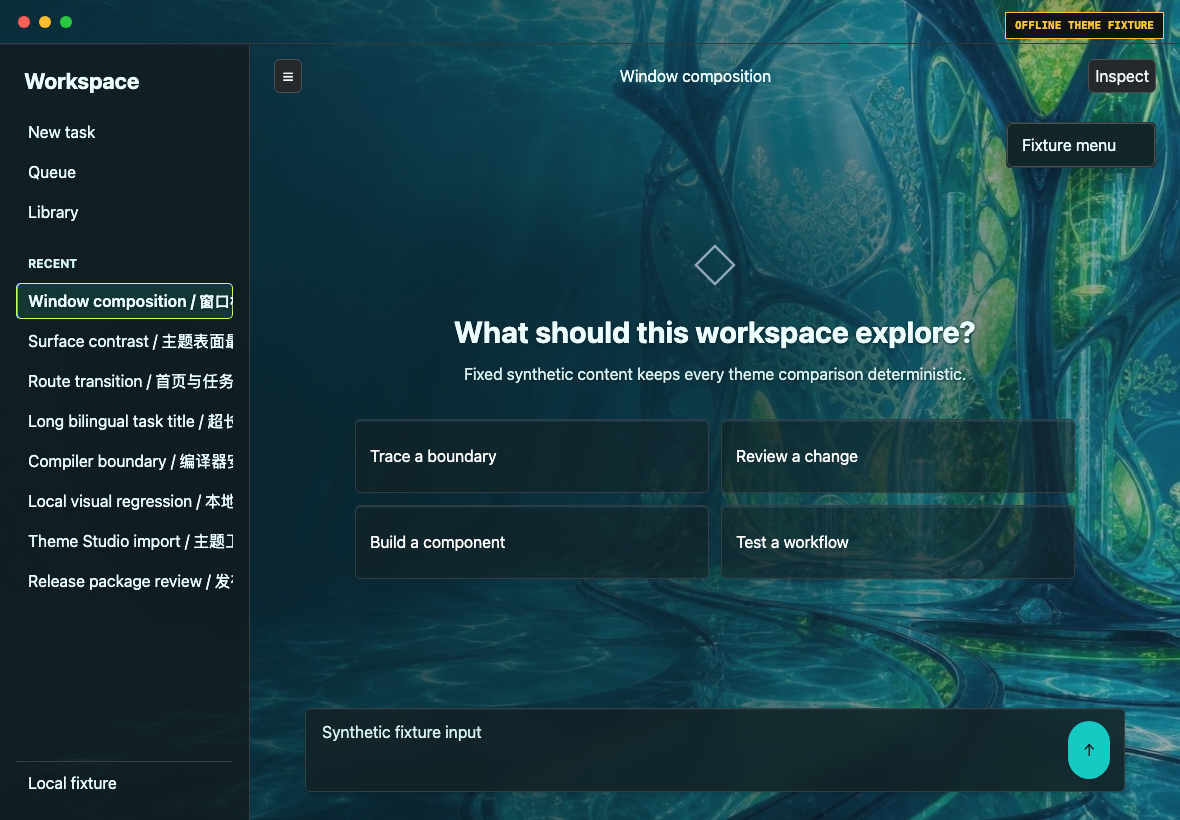 OFFLINE THEME FIXTURE
Workspace
Window composition
Inspect
Fixture menu
New task
Queue
Library
RECENT
Window composition / 窗口
Surface contrast / 主题表面
Route transition / 首页与任务
Long bilingual task title / 超长
Compiler boundary / 编译器
Local visual regression / 本地
Theme Studio import / 主题
Release package review / 发
Local fixture
What should this workspace explore?
Fixed synthetic content keeps every theme comparison deterministic.
Trace a boundary
Review a change
Build a component
Test a workflow
Synthetic fixture input